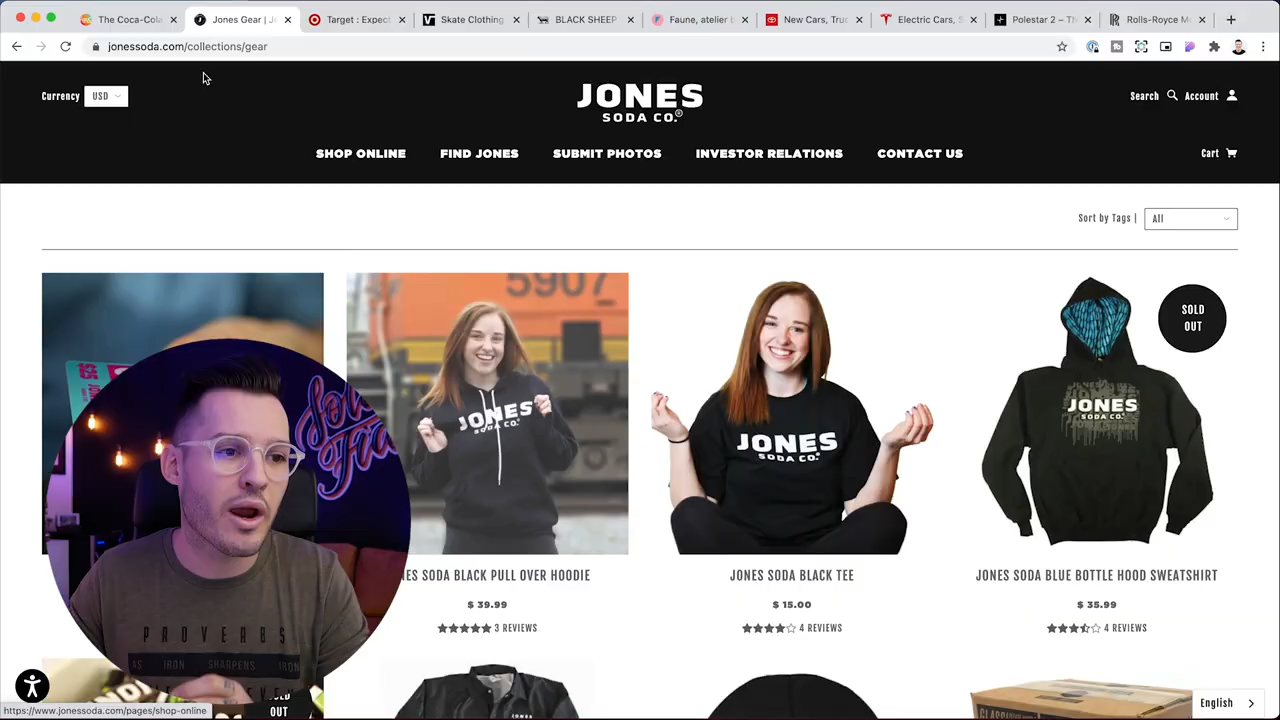 The Coca-Cola
Jones Gear | J
Target : Expect
Skate Clothing
BLACK SHEEP
Faune, atelier b
New Cars, Truc
Electric Cars, S
Polestar 2 – Th
Rolls-Royce Mo
jonessoda.com/collections/gear
Currency USD
JONES
SODA CO.®
Search
Account
SHOP ONLINE
FIND JONES
SUBMIT PHOTOS
INVESTOR RELATIONS
CONTACT US
Cart
Sort by Tags |
All
5907
JONES
SODA CO.
JONES
SODA CO.
JONES
SODA CO.
SOLD
OUT
NES SODA BLACK PULL OVER HOODIE
$ 39.99
3 REVIEWS
JONES SODA BLACK TEE
$ 15.00
4 REVIEWS
JONES SODA BLUE BOTTLE HOOD SWEATSHIRT
$ 35.99
4 REVIEWS
PROVERBS
AS IRON SHARPENS IRON
OUT
https://www.jonessoda.com/pages/shop-online
English